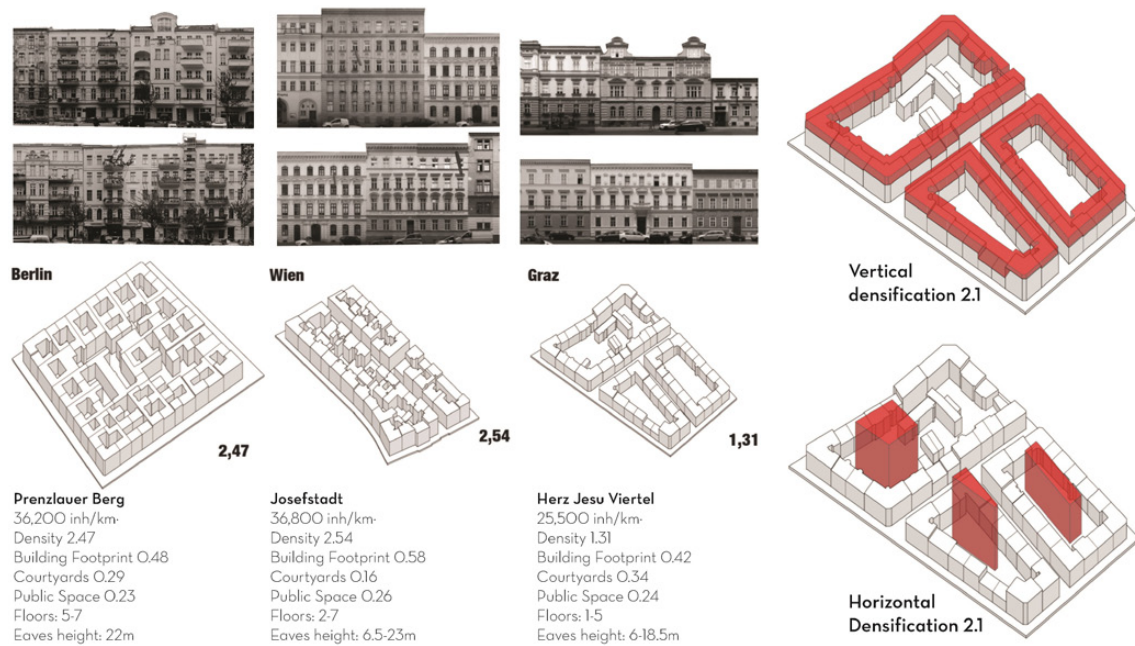 Berlin
Wien
Graz
2,47
2,54
1,31
Prenzlauer Berg
36,200 inh/km·
Density 2.47
Building Footprint 0.48
Courtyards 0.29
Public Space 0.23
Floors: 5-7
Eaves height: 22m
Josefstadt
36,800 inh/km·
Density 2.54
Building Footprint 0.58
Courtyards 0.16
Public Space 0.26
Floors: 2-7
Eaves height: 6.5-23m
Herz Jesu Viertel
25,500 inh/km·
Density 1.31
Building Footprint 0.42
Courtyards 0.34
Public Space 0.24
Floors: 1-5
Eaves height: 6-18.5m
Vertical
densification 2.1
Horizontal
Densification 2.1